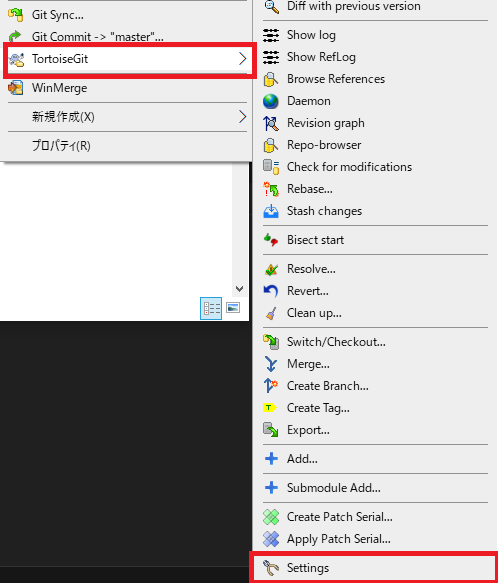 Git Sync...
Git Commit -> "master"...
TortoiseGit
WinMerge
新規作成(X)
プロパティ(R)
Diff with previous version
Show log
Show RefLog
Browse References
Daemon
Revision graph
Repo-browser
Check for modifications
Rebase...
Stash changes
Bisect start
Resolve...
Revert...
Clean up...
Switch/Checkout...
Merge...
Create Branch...
Create Tag...
Export...
Add...
Submodule Add...
Create Patch Serial...
Apply Patch Serial...
Settings